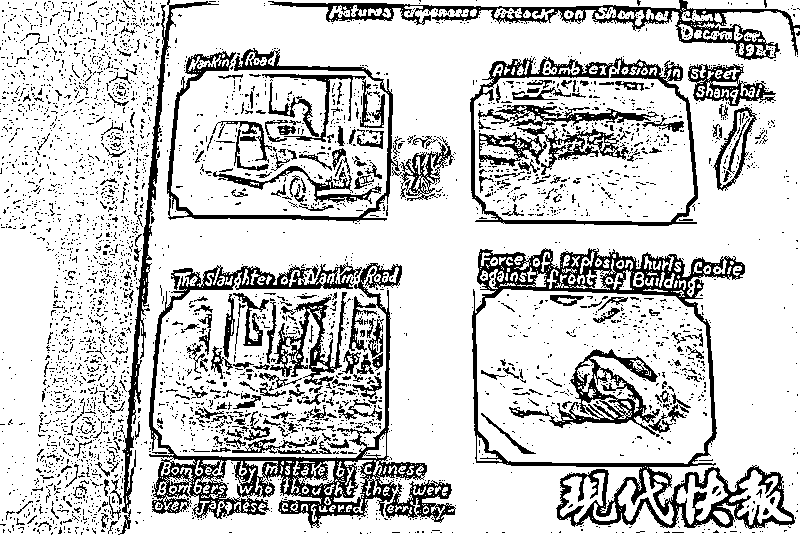 Pictures Japanese Attack on Shanghai China
December
1937
Nanking Road
Ariel Bomb explosion in street
Shanghai
The Slaughter of Nanking Road
Force of explosion hurls Coolie
against front of Building.
Bombed by mistake by Chinese
Bombers who thought they were
over Japanese conquered Territory.
現代快報